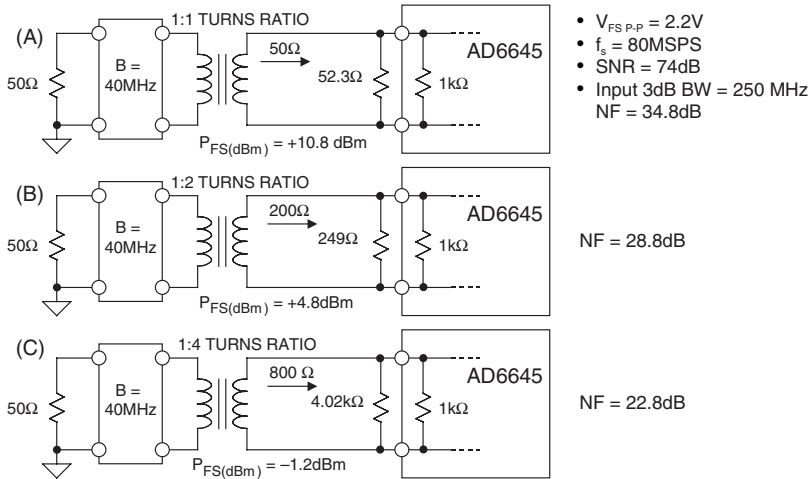 (A)
1:1 TURNS RATIO
B =
40MHz
50Ω
50Ω
52.3Ω
1kΩ
AD6645
P_FS(dBm) = +10.8 dBm
• V_FS P-P = 2.2V
• f_s = 80MSPS
• SNR = 74dB
• Input 3dB BW = 250 MHz
NF = 34.8dB
(B)
1:2 TURNS RATIO
B =
40MHz
50Ω
200Ω
249Ω
1kΩ
AD6645
P_FS(dBm) = +4.8dBm
NF = 28.8dB
(C)
1:4 TURNS RATIO
B =
40MHz
50Ω
800 Ω
4.02kΩ
1kΩ
AD6645
P_FS(dBm) = –1.2dBm
NF = 22.8dB